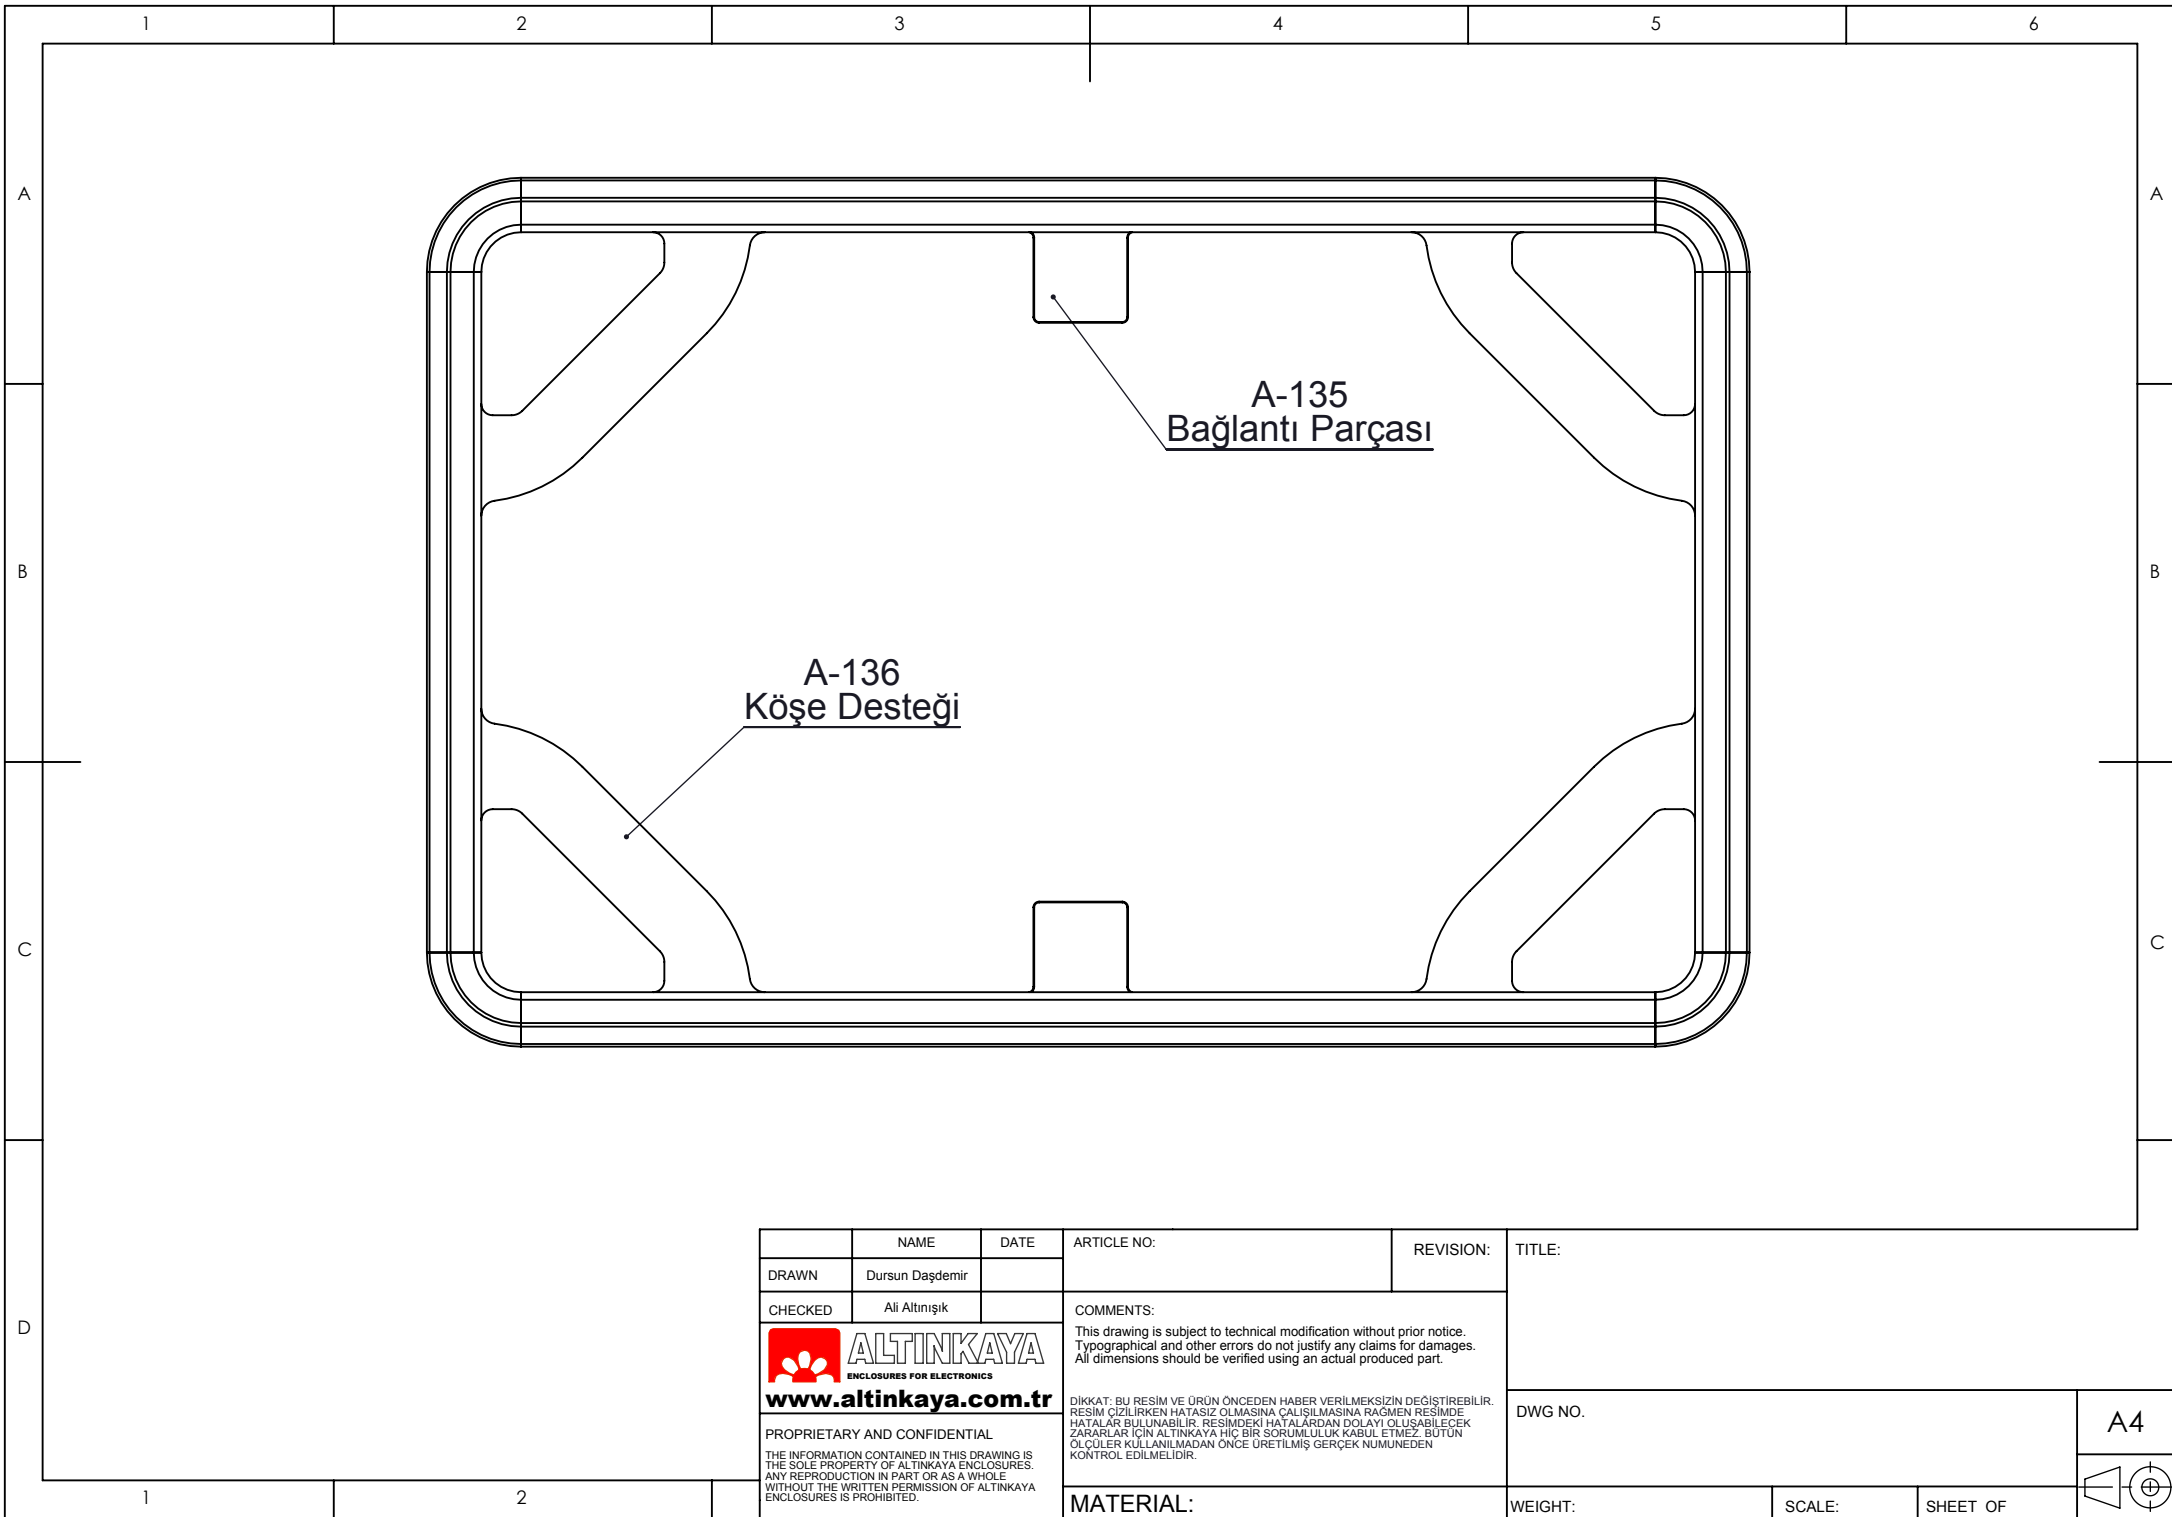 1 2 3 4 5 6
A A
A-135
Bağlantı Parçası
B B
A-136
Köşe Desteği
C C
D
NAME DATE
DRAWN Dursun Daşdemir
CHECKED Ali Altınışık
ALTINKAYA
ENCLOSURES FOR ELECTRONICS
www.altinkaya.com.tr
PROPRIETARY AND CONFIDENTIAL
THE INFORMATION CONTAINED IN THIS DRAWING IS
THE SOLE PROPERTY OF ALTINKAYA ENCLOSURES.
ANY REPRODUCTION IN PART OR AS A WHOLE
WITHOUT THE WRITTEN PERMISSION OF ALTINKAYA
ENCLOSURES IS PROHIBITED.
ARTICLE NO:
REVISION:
TITLE:
COMMENTS:
This drawing is subject to technical modification without prior notice.
Typographical and other errors do not justify any claims for damages.
All dimensions should be verified using an actual produced part.
DİKKAT: BU RESİM VE ÜRÜN ÖNCEDEN HABER VERİLMEKSİZİN DEĞİŞTİREBİLİR.
RESİM ÇİZİLİRKEN HATASIZ OLMASINA ÇALIŞILMASINA RAĞMEN RESİMDE
HATALAR BULUNABİLİR. RESİMDEKİ HATALARDAN DOLAYI OLUŞABİLECEK
ZARARLAR İÇİN ALTINKAYA HİÇ BİR SORUMLULUK KABUL ETMEZ. BÜTÜN
ÖLÇÜLER KULLANILMADAN ÖNCE ÜRETİLMİŞ GERÇEK NUMUNEDEN
KONTROL EDİLMELİDİR.
MATERIAL:
DWG NO.
A4
WEIGHT:
SCALE:
SHEET OF
1 2